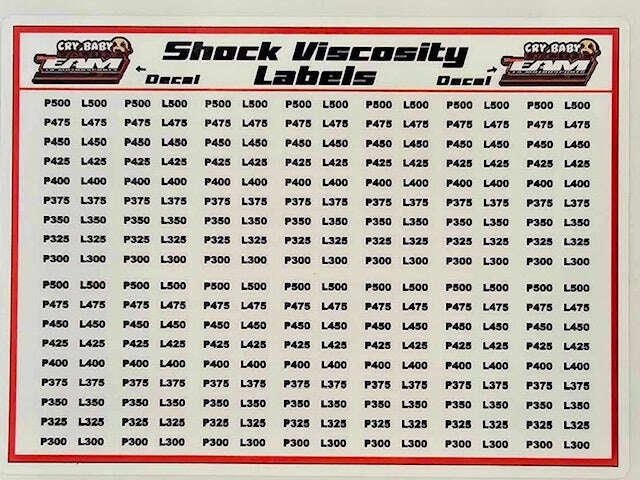 CRY BABY
TEAM
Shock Viscosity
Labels
← Decal
Decal →
CRY BABY
TEAM
P500 L500 P500 L500 P500 L500 P500 L500 P500 L500 P500 L500 P500 L500
P475 L475 P475 L475 P475 L475 P475 L475 P475 L475 P475 L475 P475 L475
P450 L450 P450 L450 P450 L450 P450 L450 P450 L450 P450 L450 P450 L450
P425 L425 P425 L425 P425 L425 P425 L425 P425 L425 P425 L425 P425 L425
P400 L400 P400 L400 P400 L400 P400 L400 P400 L400 P400 L400 P400 L400
P375 L375 P375 L375 P375 L375 P375 L375 P375 L375 P375 L375 P375 L375
P350 L350 P350 L350 P350 L350 P350 L350 P350 L350 P350 L350 P350 L350
P325 L325 P325 L325 P325 L325 P325 L325 P325 L325 P325 L325 P325 L325
P300 L300 P300 L300 P300 L300 P300 L300 P300 L300 P300 L300 P300 L300
P500 L500 P500 L500 P500 L500 P500 L500 P500 L500 P500 L500 P500 L500
P475 L475 P475 L475 P475 L475 P475 L475 P475 L475 P475 L475 P475 L475
P450 L450 P450 L450 P450 L450 P450 L450 P450 L450 P450 L450 P450 L450
P425 L425 P425 L425 P425 L425 P425 L425 P425 L425 P425 L425 P425 L425
P400 L400 P400 L400 P400 L400 P400 L400 P400 L400 P400 L400 P400 L400
P375 L375 P375 L375 P375 L375 P375 L375 P375 L375 P375 L375 P375 L375
P350 L350 P350 L350 P350 L350 P350 L350 P350 L350 P350 L350 P350 L350
P325 L325 P325 L325 P325 L325 P325 L325 P325 L325 P325 L325 P325 L325
P300 L300 P300 L300 P300 L300 P300 L300 P300 L300 P300 L300 P300 L300